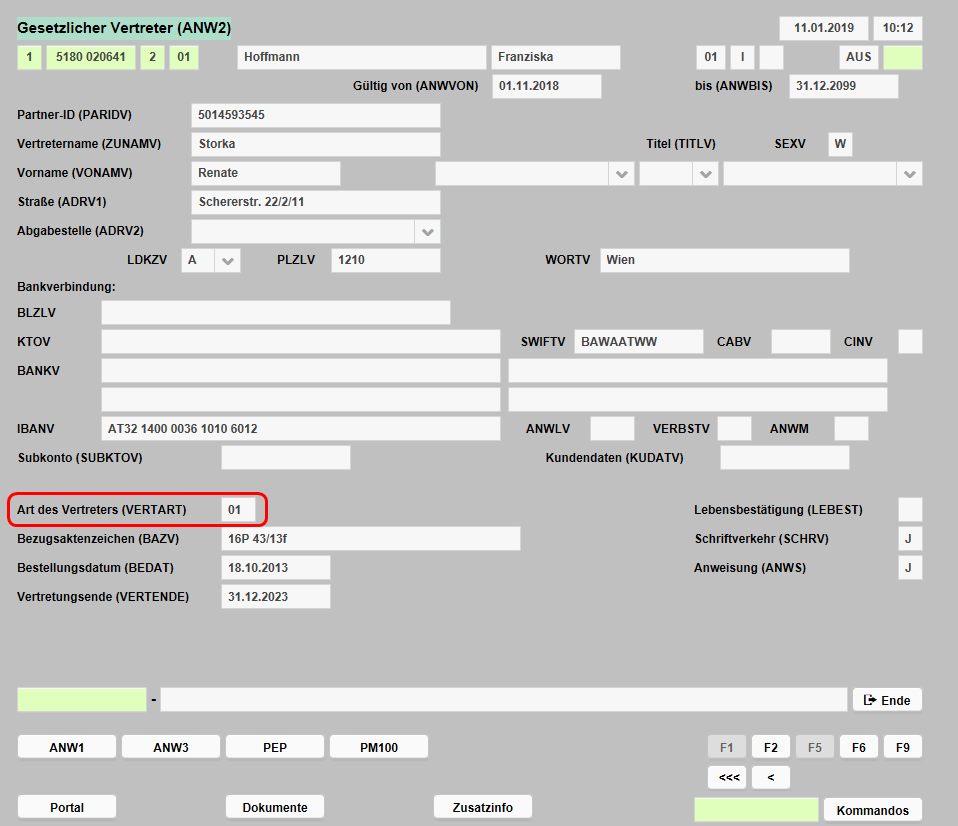 Gesetzlicher Vertreter (ANW2) 11.01.2019 10:12
1 5180 020641 2 01 Hoffmann Franziska 01 I AUS
Gültig von (ANWVON) 01.11.2018 bis (ANWBIS) 31.12.2099
Partner-ID (PARIDV) 5014593545
Vertretername (ZUNAMV) Storka Titel (TITLV) SEXV W
Vorname (VONAMV) Renate
Straße (ADRV1) Schererstr. 22/2/11
Abgabestelle (ADRV2)
LDKZV A PLZLV 1210 WORTV Wien
Bankverbindung:
BLZLV
KTOV SWIFTV BAWAATWW CABV CINV
BANKV
IBANV AT32 1400 0036 1010 6012 ANWLV VERBSTV ANWM
Subkonto (SUBKTOV) Kundendaten (KUDATV)
Art des Vertreters (VERTART) 01 Lebensbestätigung (LEBEST)
Bezugsaktenzeichen (BAZV) 16P 43/13f Schriftverkehr (SCHRV) J
Bestellungsdatum (BEDAT) 18.10.2013 Anweisung (ANWS) J
Vertretungsende (VERTENDE) 31.12.2023
- Ende
ANW1 ANW3 PEP PM100 F1 F2 F5 F6 F9
<<< <
Portal Dokumente Zusatzinfo Kommandos